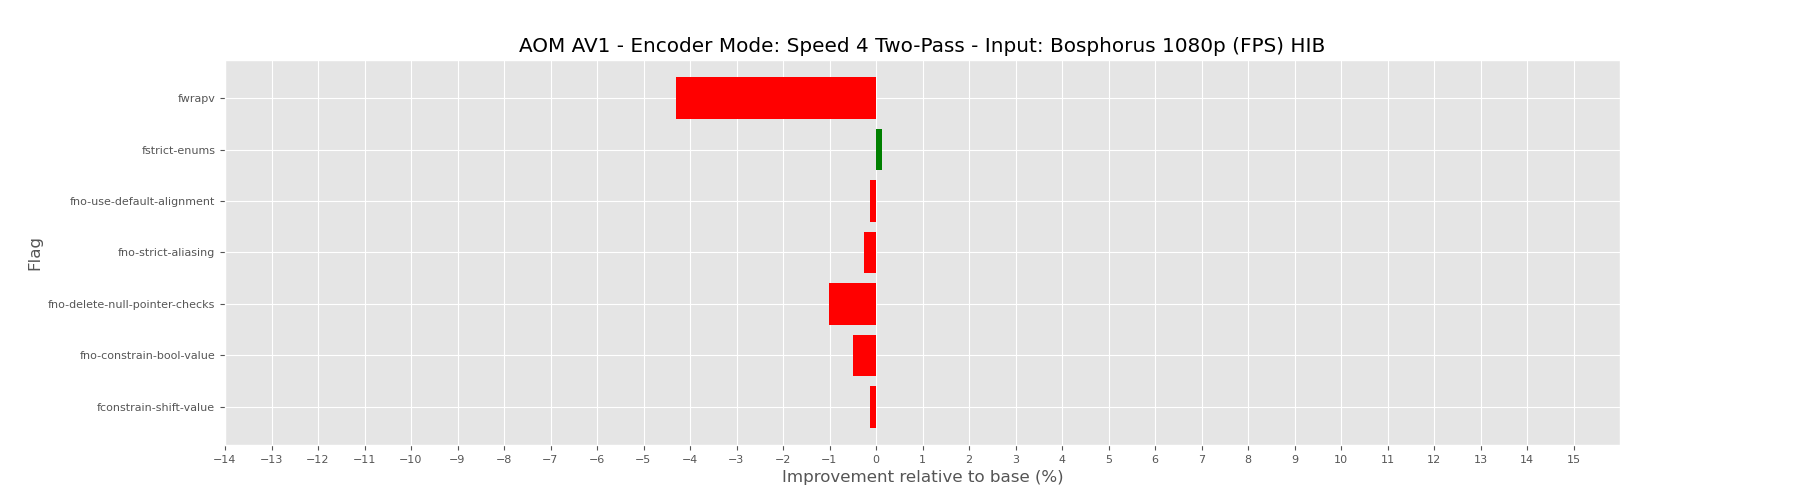 AOM AV1 - Encoder Mode: Speed 4 Two-Pass - Input: Bosphorus 1080p (FPS) HIB
Flag
fwrapv
fstrict-enums
fno-use-default-alignment
fno-strict-aliasing
fno-delete-null-pointer-checks
fno-constrain-bool-value
fconstrain-shift-value
−14 −13 −12 −11 −10 −9 −8 −7 −6 −5 −4 −3 −2 −1 0 1 2 3 4 5 6 7 8 9 10 11 12 13 14 15
Improvement relative to base (%)